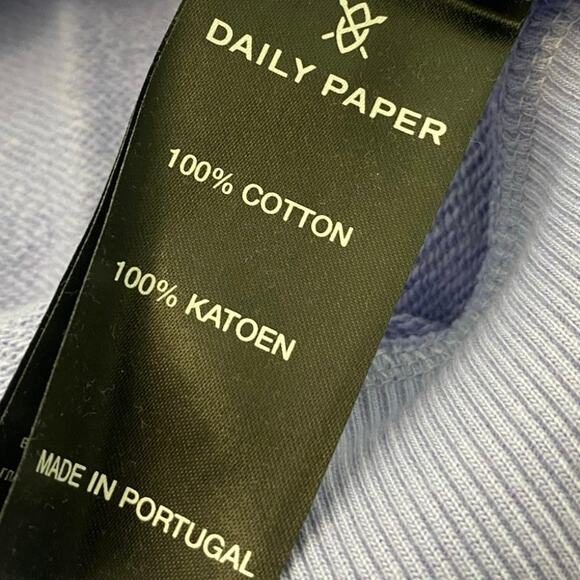 DAILY PAPER
100% COTTON
100% KATOEN
MADE IN PORTUGAL